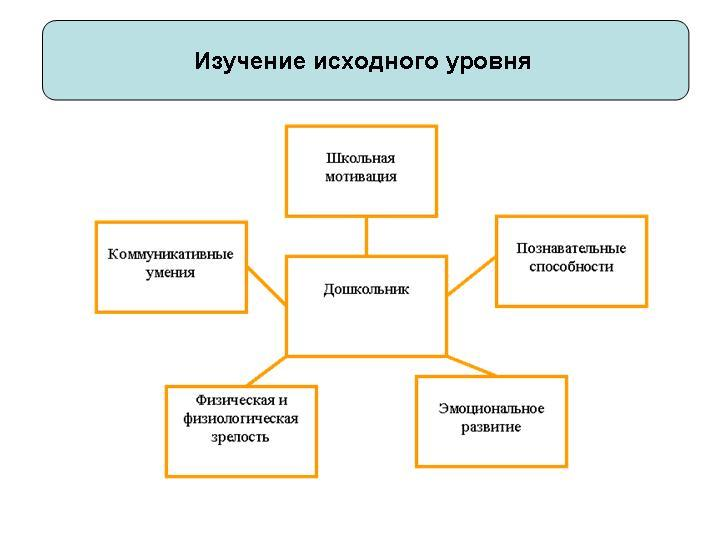 Изучение исходного уровня
Школьная
мотивация
Коммуникативные
умения
Познавательные
способности
Дошкольник
Физическая и
физиологическая
зрелость
Эмоциональное
развитие